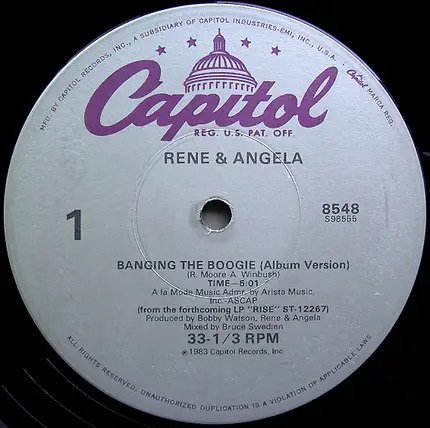 MFD. BY CAPITOL RECORDS, INC., A SUBSIDIARY OF CAPITOL INDUSTRIES-EMI, INC., U.S.A.
Capitol MARCA REG.
Capitol
REG. U.S. PAT. OFF.
RENE & ANGELA
1
8548
S98555
BANGING THE BOOGIE (Album Version)
(R. Moore-A. Winbush)
TIME—5:01
A la Mode Music Admr. by Arista Music,
Inc.-ASCAP
(from the forthcoming LP "RISE" ST-12267)
Produced by Bobby Watson, Rene & Angela
Mixed by Bruce Swedien
33-1/3 RPM
℗1983 Capitol Records, Inc.
ALL RIGHTS RESERVED. UNAUTHORIZED DUPLICATION IS A VIOLATION OF APPLICABLE LAWS